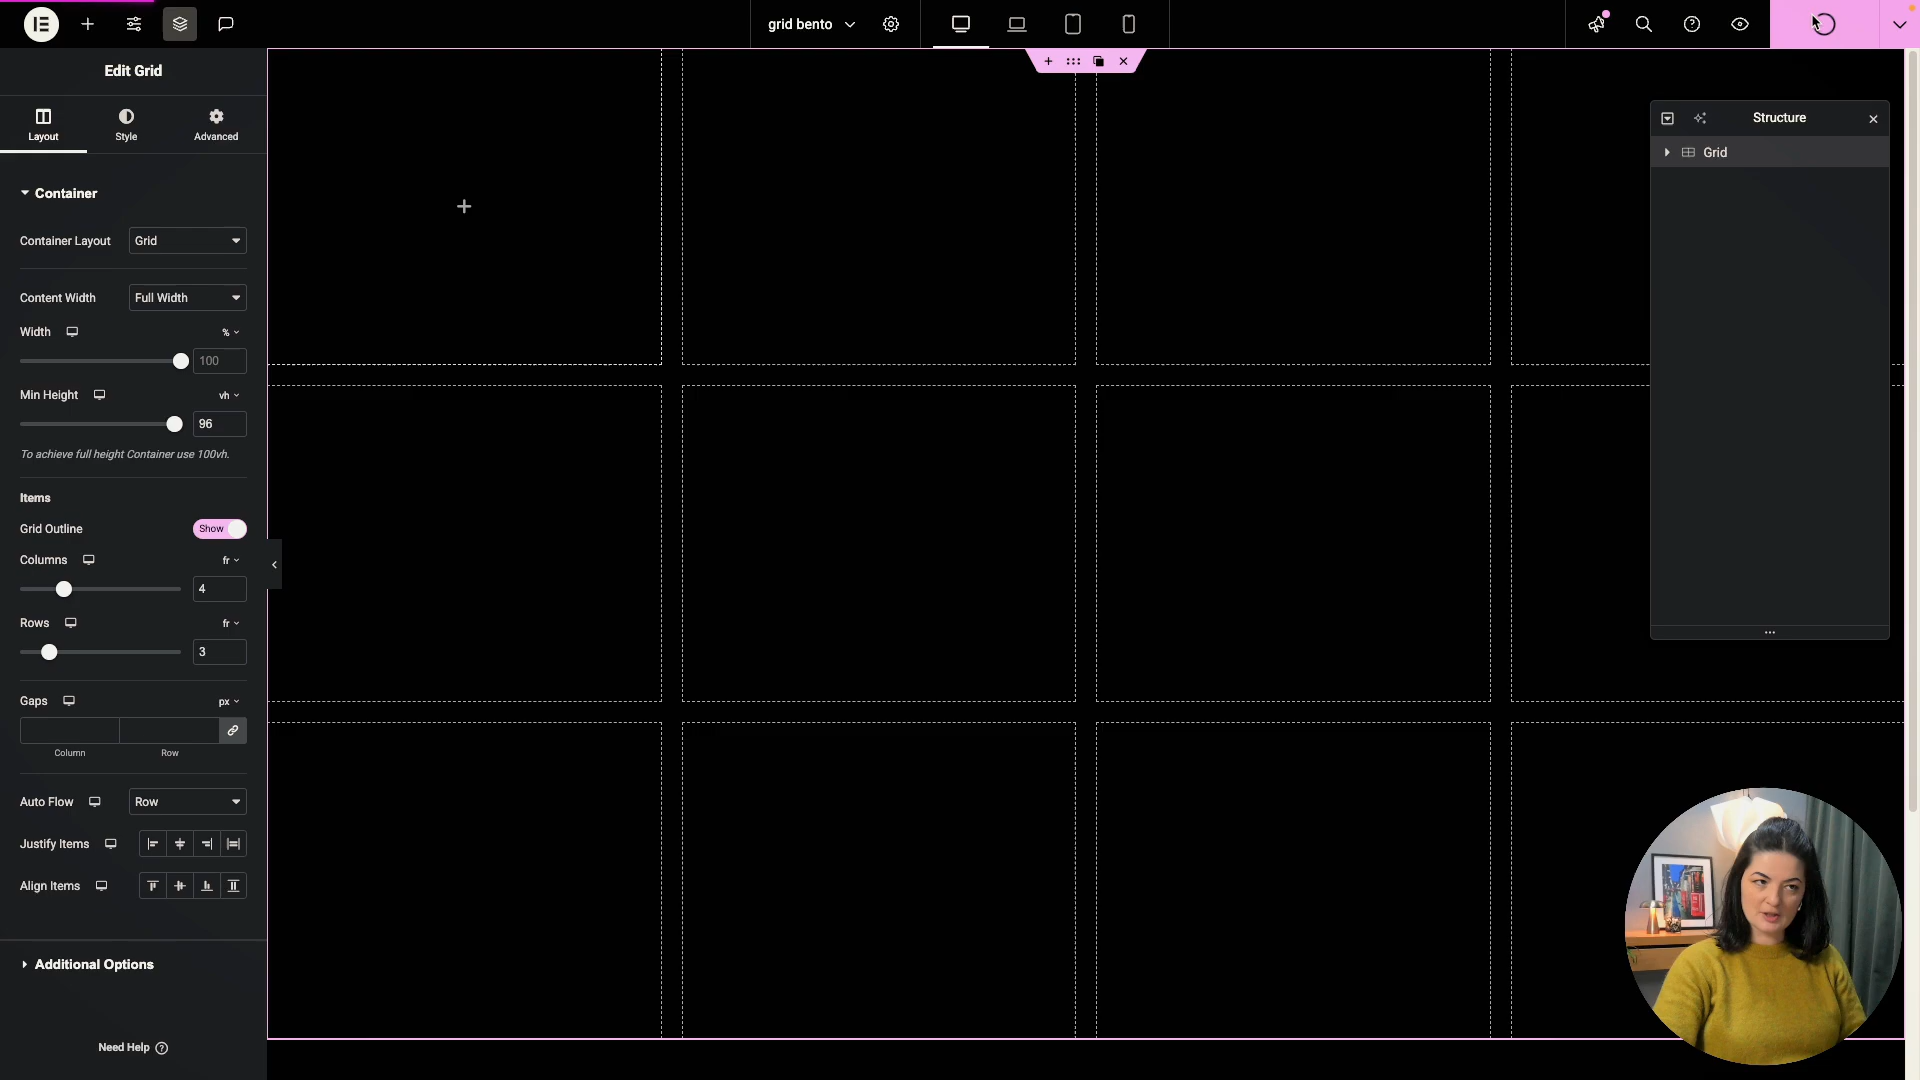 grid bento
Edit Grid
Layout
Style
Advanced
Structure
Grid
Container
Container Layout
Grid
Content Width
Full Width
Width
%
100
Min Height
vh
96
To achieve full height Container use 100vh.
Items
Grid Outline
Show
Columns
fr
4
Rows
fr
3
Gaps
px
Column
Row
Auto Flow
Row
Justify Items
Align Items
Additional Options
Need Help